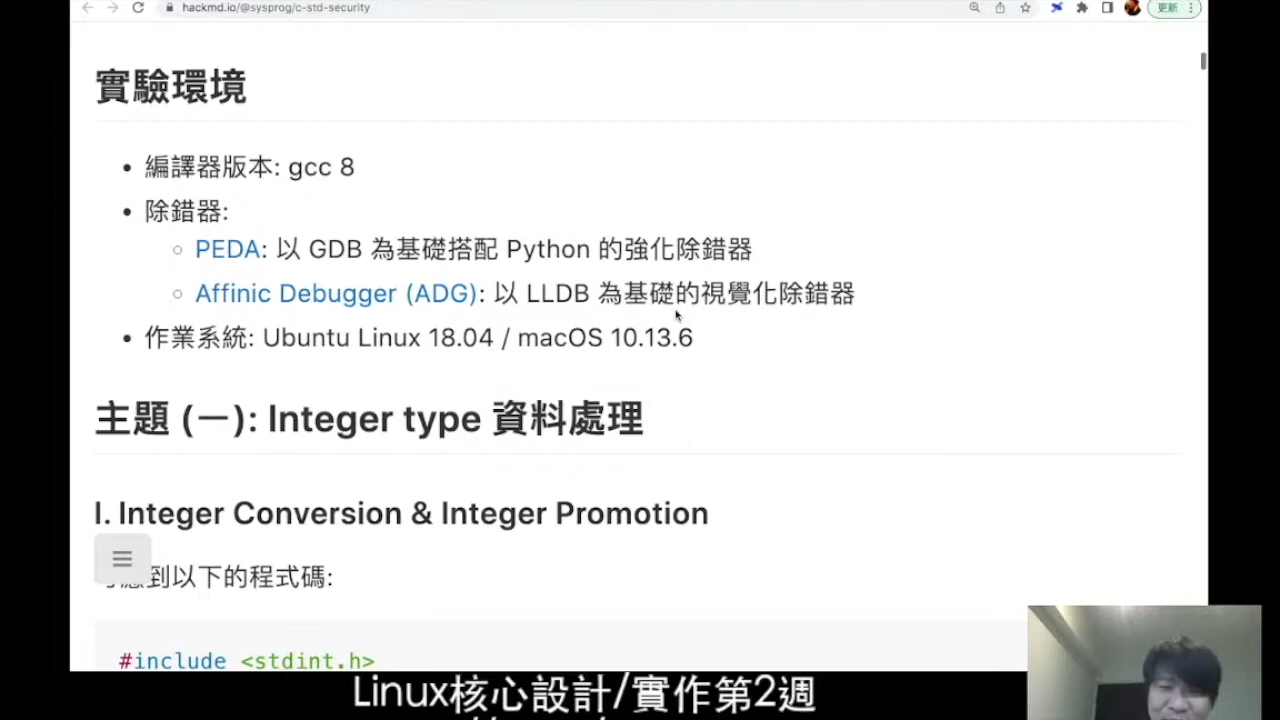 hackmd.io/@sysprog/c-std-security
更新
實驗環境
• 編譯器版本: gcc 8
• 除錯器:
◦ PEDA: 以 GDB 為基礎搭配 Python 的強化除錯器
◦ Affinic Debugger (ADG): 以 LLDB 為基礎的視覺化除錯器
• 作業系統: Ubuntu Linux 18.04 / macOS 10.13.6
主題 (一): Integer type 資料處理
I. Integer Conversion & Integer Promotion
到以下的程式碼:
#include <stdint.h>
Linux核心設計/實作第2週